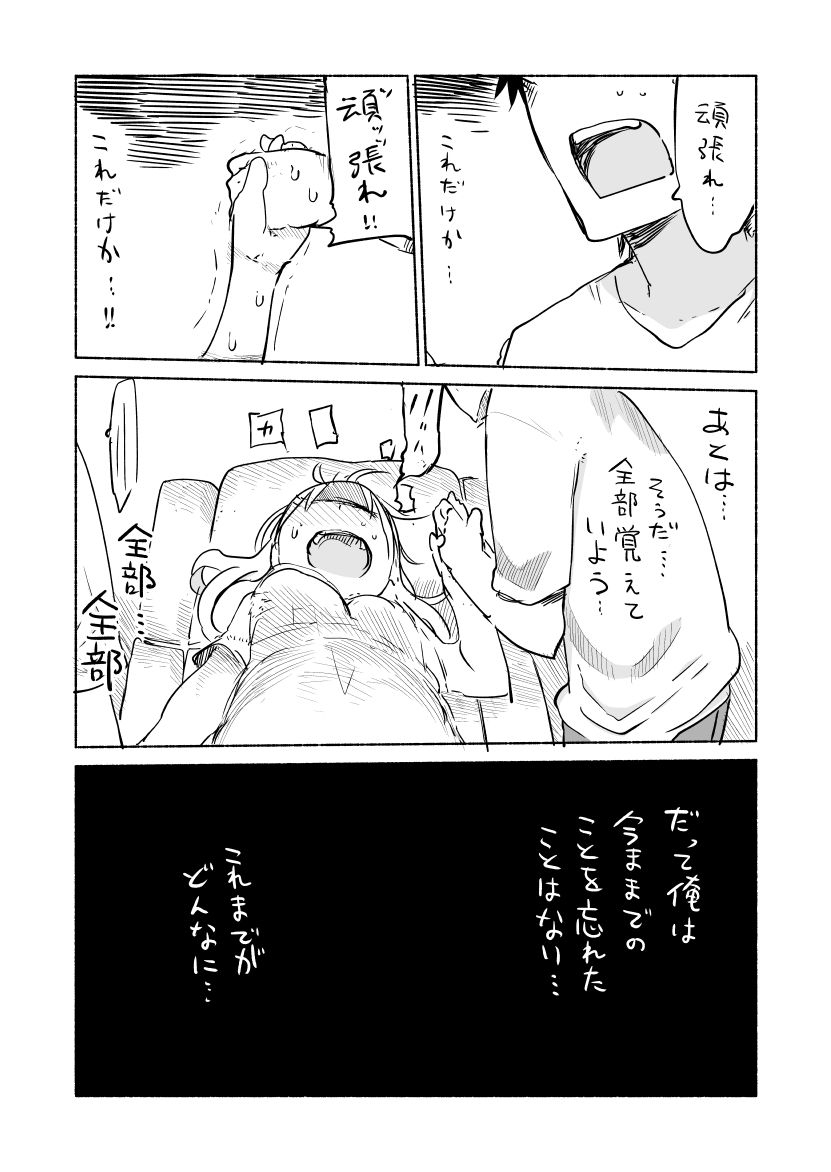 頑張れ…
これだけか…
頑ッ張れ!!
これだけか…!!
あとは…
そうだ…
全部覚えて
いよう…
カ
全部…
全部
だって俺は
今ままでの
ことを忘れた
ことはない…
これまでが
どんなに…